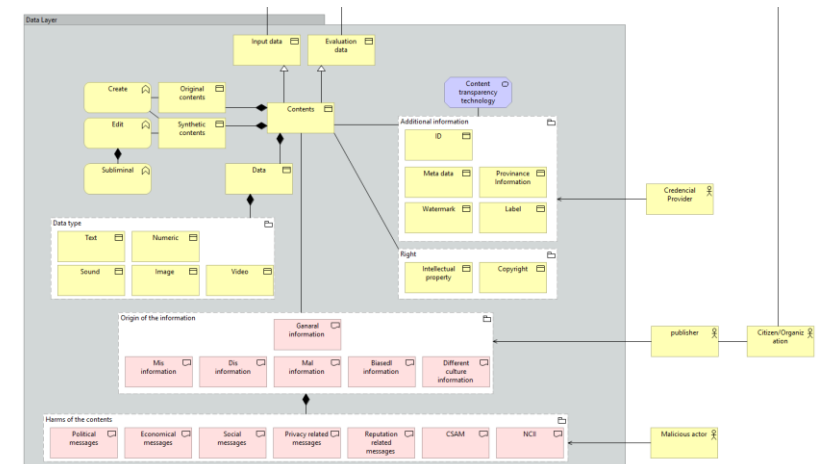 Data Layer
Input data
Evaluation
data
Content
transparency
technology
Create
Original
contents
Contents
Additional information
ID
Edit
Synthetic
contents
Subliminal
Data
Meta data
Provinance
Information
Credencial
Provider
Watermark
Label
Data type
Text
Numeric
Sound
Image
Video
Right
Intellectual
property
Copyright
Origin of the information
Genaral
information
Mis
information
Dis
information
Mal
information
Biasedl
information
Different
culture
information
publisher
Citizen/Organiz
ation
Harms of the contents
Political
messages
Economical
messages
Social
messages
Privacy related
messages
Reputation
related
messages
CSAM
NCII
Malicious actor